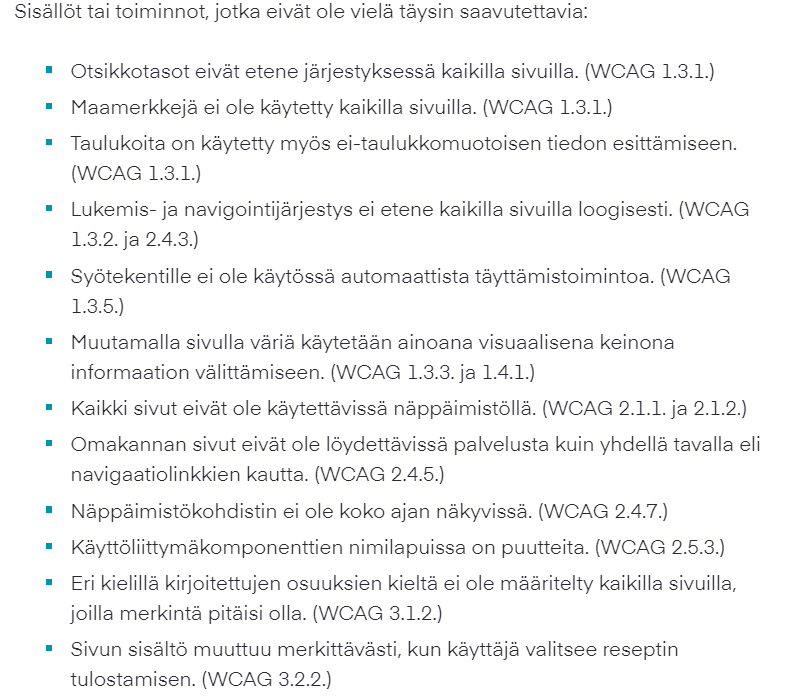 Sisällöt tai toiminnot, jotka eivät ole vielä täysin saavutettavia:
Otsikkotasot eivät etene järjestyksessä kaikilla sivuilla. (WCAG 1.3.1.)
Maamerkkejä ei ole käytetty kaikilla sivuilla. (WCAG 1.3.1.)
Taulukoita on käytetty myös ei-taulukkomuotoisen tiedon esittämiseen.
(WCAG 1.3.1.)
Lukemis- ja navigointijärjestys ei etene kaikilla sivuilla loogisesti. (WCAG
1.3.2. ja 2.4.3.)
Syötekentille ei ole käytössä automaattista täyttämistoimintoa. (WCAG
1.3.5.)
Muutamalla sivulla väriä käytetään ainoana visuaalisena keinona
informaation välittämiseen. (WCAG 1.3.3. ja 1.4.1.)
Kaikki sivut eivät ole käytettävissä näppäimistöllä. (WCAG 2.1.1. ja 2.1.2.)
Omakannan sivut eivät ole löydettävissä palvelusta kuin yhdellä tavalla eli
navigaatiolinkkien kautta. (WCAG 2.4.5.)
Näppäimistökohdistin ei ole koko ajan näkyvissä. (WCAG 2.4.7.)
Käyttöliittymäkomponenttien nimilapuissa on puutteita. (WCAG 2.5.3.)
Eri kielillä kirjoitettujen osuuksien kieltä ei ole määritelty kaikilla sivuilla,
joilla merkintä pitäisi olla. (WCAG 3.1.2.)
Sivun sisältö muuttuu merkittävästi, kun käyttäjä valitsee reseptin
tulostamisen. (WCAG 3.2.2.)